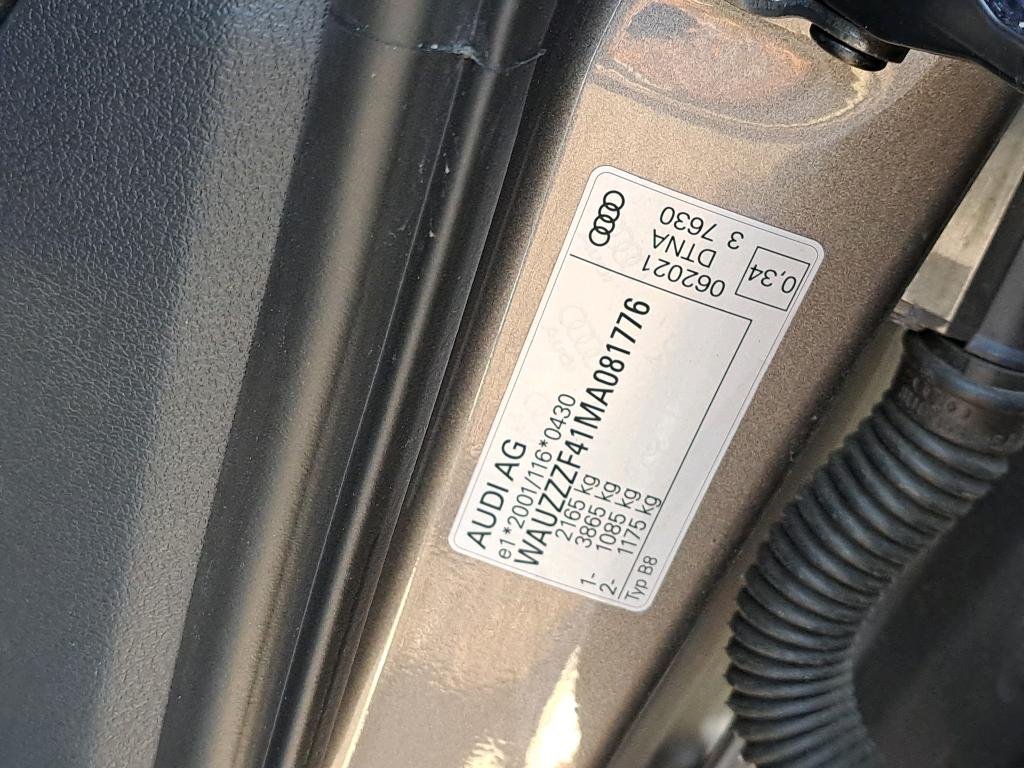 AUDI AG
e1*2001/116*0430
WAUZZZF41MA081776
2165 kg
3865 kg
1- 1085 kg
2- 1175 kg
Typ B8
062021
DTNA
3 7630
0,34